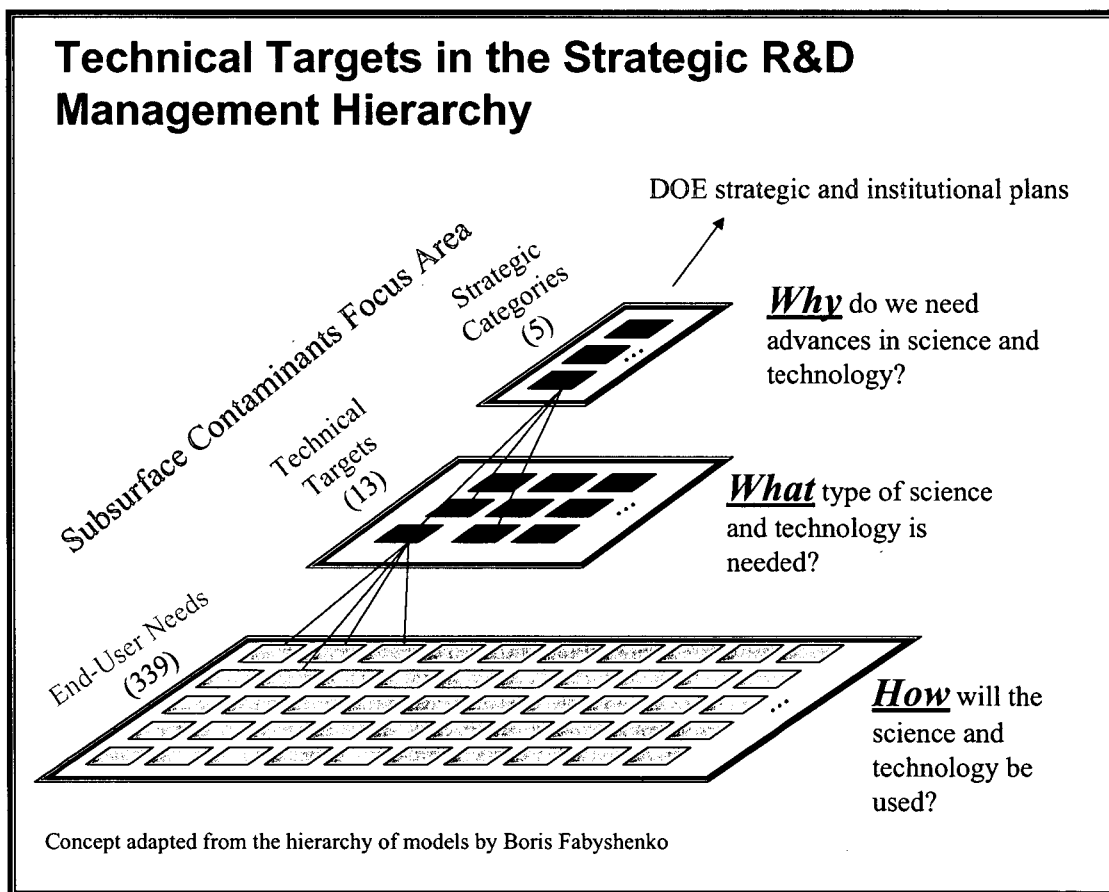 Technical Targets in the Strategic R&D
Management Hierarchy
DOE strategic and institutional plans
Subsurface Contaminants Focus Area
Strategic
Categories
(5)
Why do we need
advances in science and
technology?
Technical
Targets
(13)
...
What type of science
and technology is
needed?
...
End-User Needs
(339)
...
How will the
science and
technology be
used?
Concept adapted from the hierarchy of models by Boris Fabyshenko